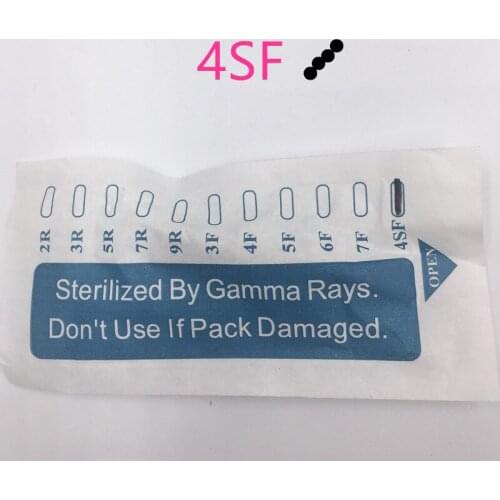 4SF
2R 3R 5R 7R 9R 3F 4F 5F 6F 7F 4SF
OPEN
Sterilized By Gamma Rays.
Don't Use If Pack Damaged.